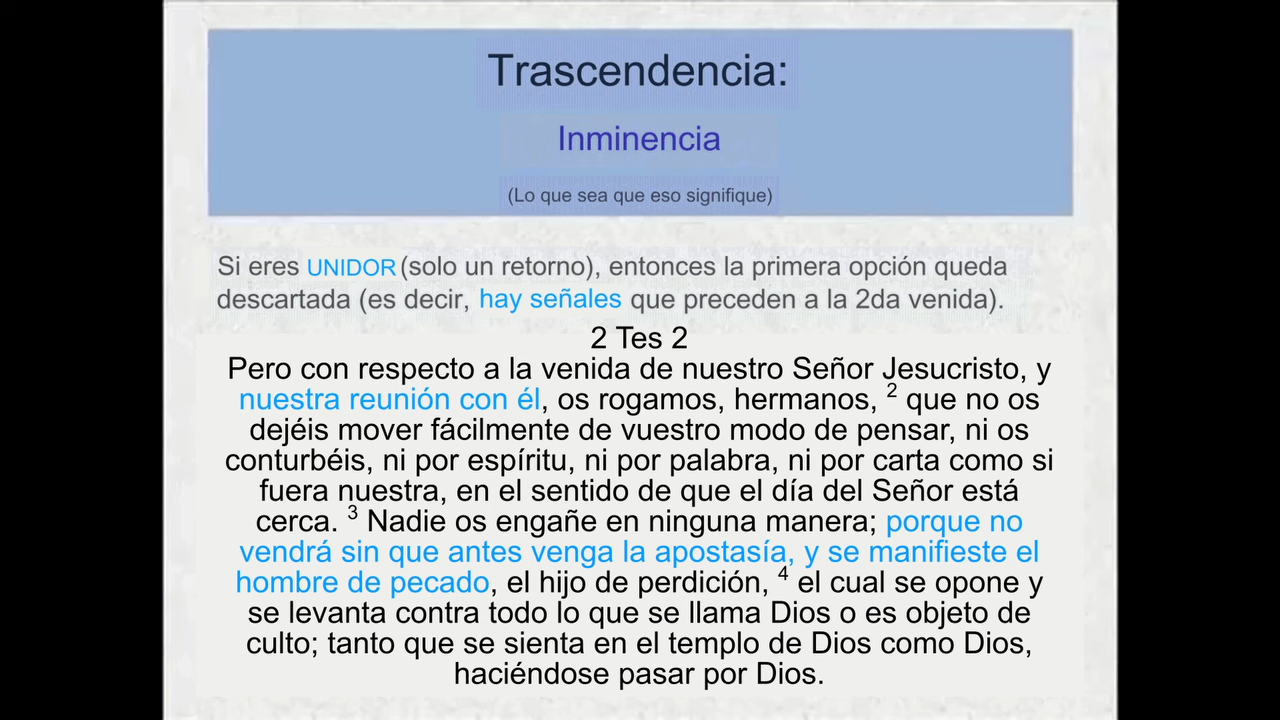 Trascendencia:
Inminencia
(Lo que sea que eso signifique)
Si eres UNIDOR (solo un retorno), entonces la primera opción queda
descartada (es decir, hay señales que preceden a la 2da venida).
2 Tes 2
Pero con respecto a la venida de nuestro Señor Jesucristo, y
nuestra reunión con él, os rogamos, hermanos, 2 que no os
dejéis mover fácilmente de vuestro modo de pensar, ni os
conturbéis, ni por espíritu, ni por palabra, ni por carta como si
fuera nuestra, en el sentido de que el día del Señor está
cerca. 3 Nadie os engañe en ninguna manera; porque no
vendrá sin que antes venga la apostasía, y se manifieste el
hombre de pecado, el hijo de perdición, 4 el cual se opone y
se levanta contra todo lo que se llama Dios o es objeto de
culto; tanto que se sienta en el templo de Dios como Dios,
haciéndose pasar por Dios.